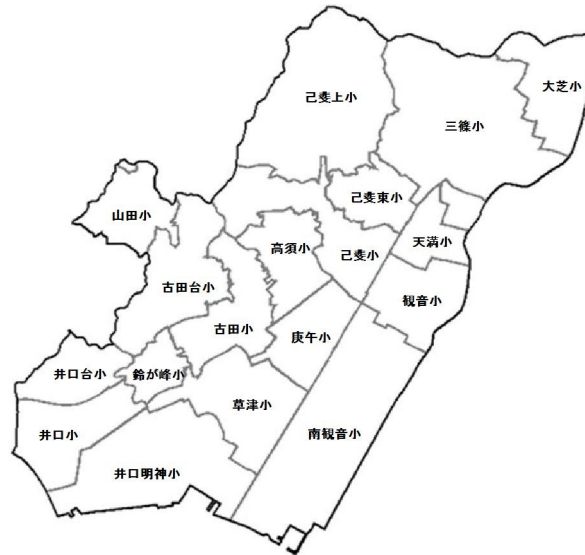 大芝小
己斐上小
三篠小
己斐東小
山田小
天満小
高須小
己斐小
古田台小
観音小
古田小
庚午小
井口台小
鈴が峰小
草津小
井口小
南観音小
井口明神小